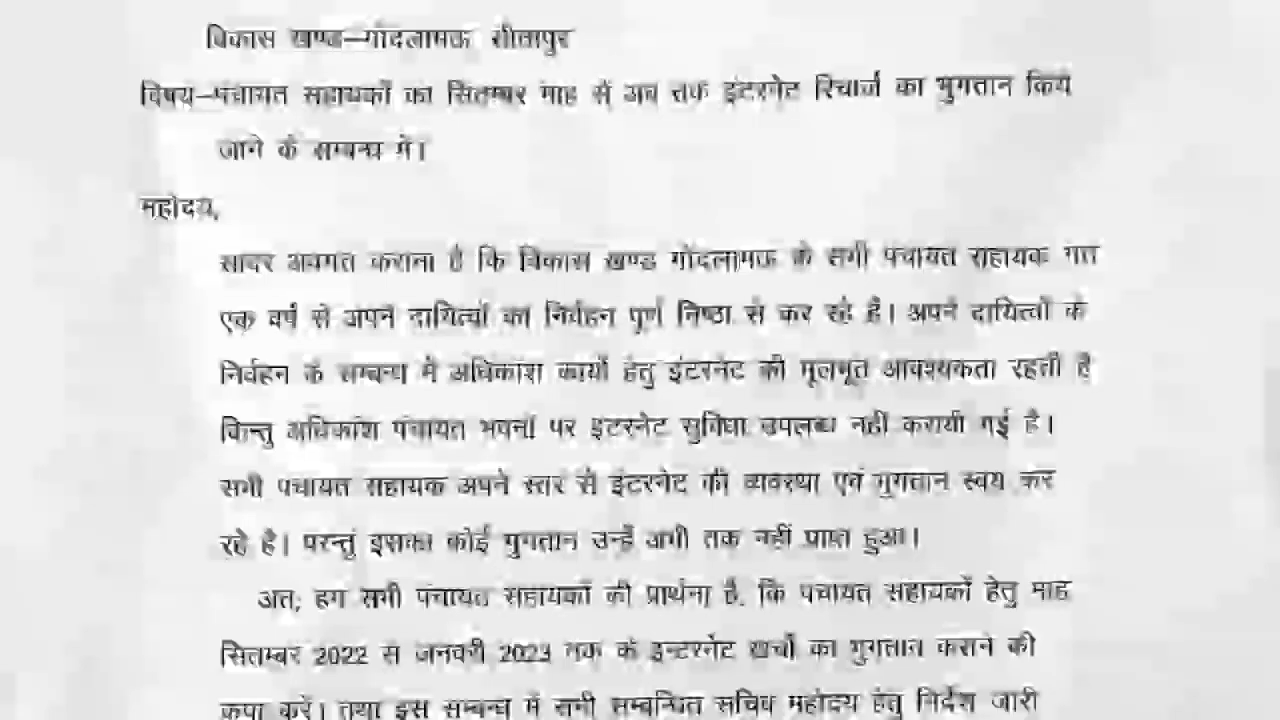 विकास खण्ड–गोंदलामऊ सीतापुर
विषय–पंचायत सहायकों का सितम्बर माह से अब तक इंटरनेट रिचार्ज का भुगतान किये
जाने के सम्बन्ध में।
महोदय,
सादर अवगत कराना है कि विकास खण्ड गोंदलामऊ के सभी पंचायत सहायक गत
एक वर्ष से अपने दायित्वों का निर्वहन पूर्ण निष्ठा से कर रहे है। अपने दायित्वों के
निर्वहन के सम्बन्ध में अधिकांश कार्यों हेतु इंटरनेट की मूलभूत आवश्यकता रहती है
किन्तु अधिकांश पंचायत भवनों पर इंटरनेट सुविधा उपलब्ध नहीं करायी गई है।
सभी पंचायत सहायक अपने स्तर से इंटरनेट की व्यवस्था एवं भुगतान स्वयं कर
रहे है। परन्तु इसका कोई भुगतान उन्हें अभी तक नहीं प्राप्त हुआ।
अतः हम सभी पंचायत सहायकों की प्रार्थना है, कि पंचायत सहायकों हेतु माह
सितम्बर 2022 से जनवरी 2023 तक के इन्टरनेट खर्चों का भुगतान कराने की
कृपा करें। तथा इस सम्बन्ध में सभी सम्बन्धित सचिव महोदय हेतु निर्देश जारी